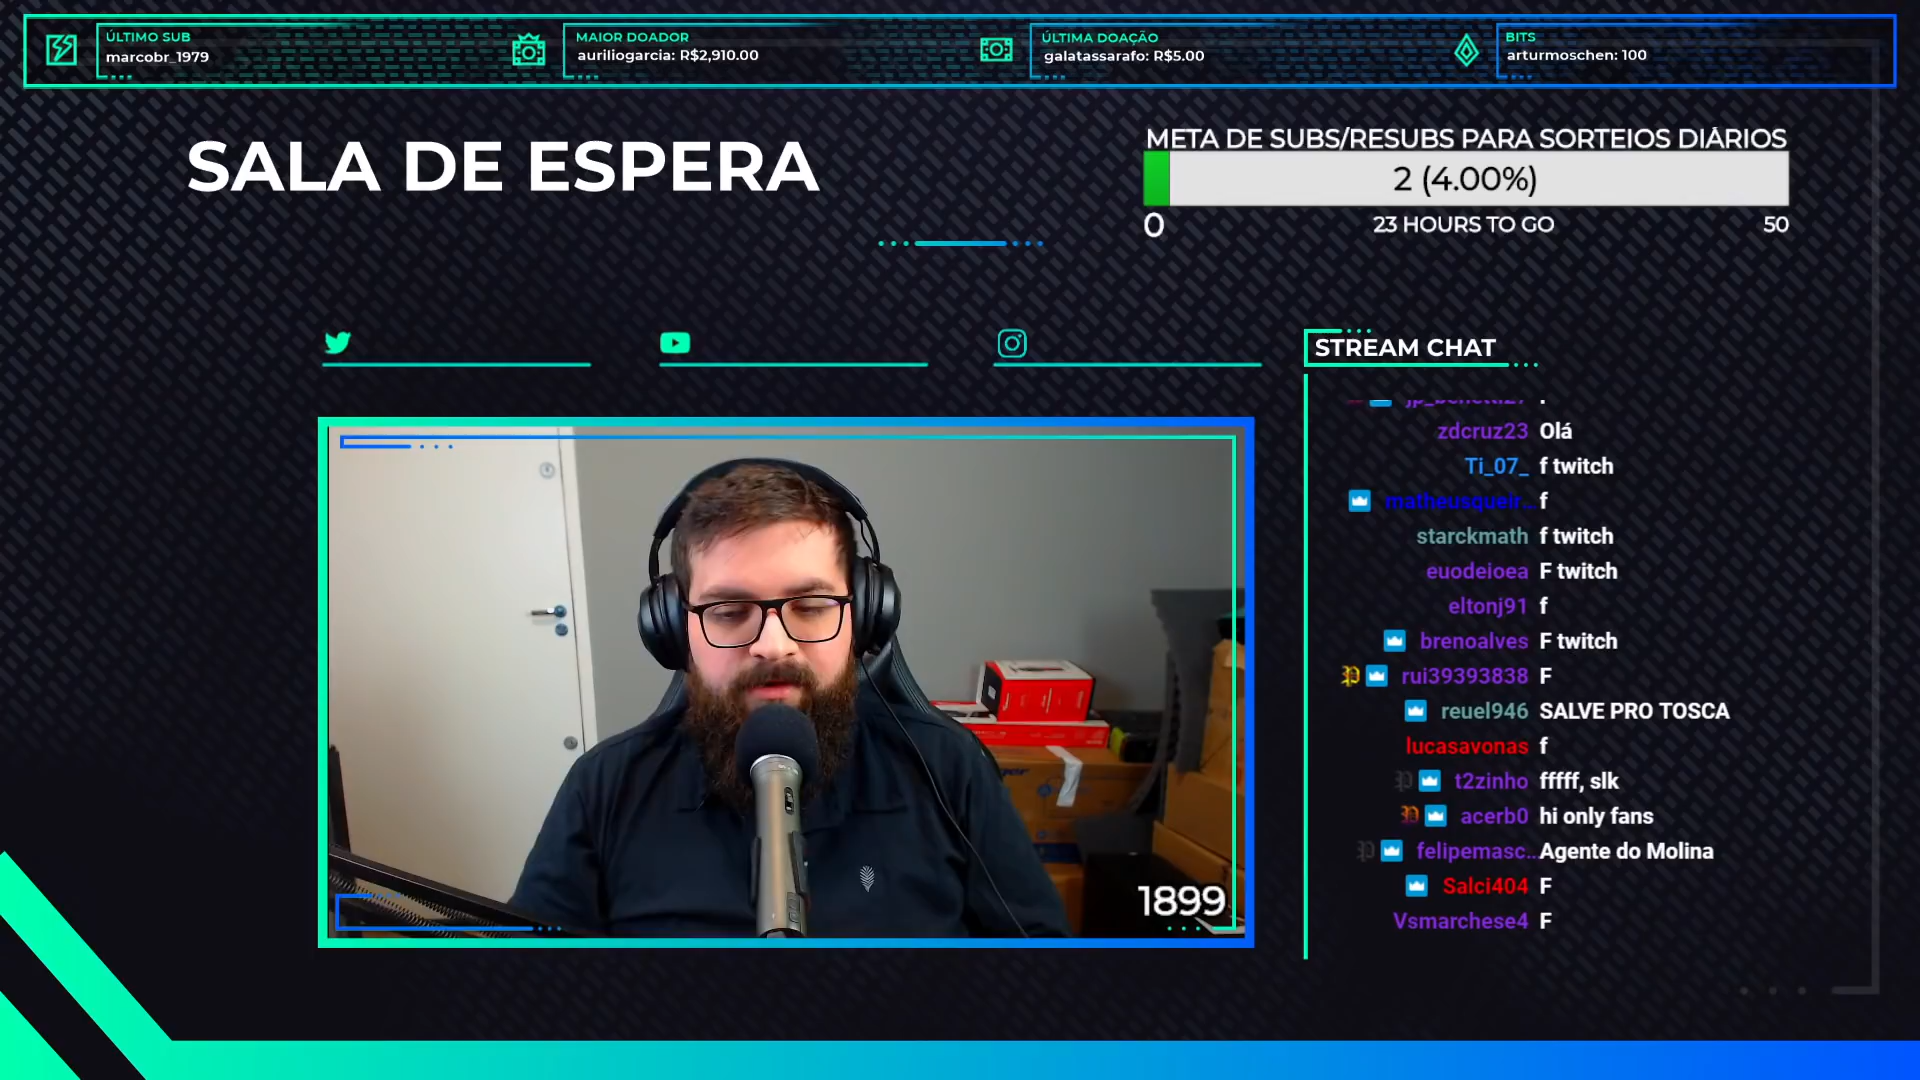 ÚLTIMO SUB
marcobr_1979
MAIOR DOADOR
auriliogarcia: R$2,910.00
ÚLTIMA DOAÇÃO
galatassarafo: R$5.00
BITS
arturmoschen: 100
SALA DE ESPERA
META DE SUBS/RESUBS PARA SORTEIOS DIÁRIOS
2 (4.00%)
0 23 HOURS TO GO 50
STREAM CHAT
zdcruz23 Olá
Ti_07_ f twitch
matheusqueir... f
starckmath f twitch
euodeioea F twitch
eltonj91 f
brenoalves F twitch
rui39393838 F
reuel946 SALVE PRO TOSCA
lucasavonas f
t2zinho fffff, slk
acerb0 hi only fans
felipemasc... Agente do Molina
Salci404 F
Vsmarchese4 F
1899